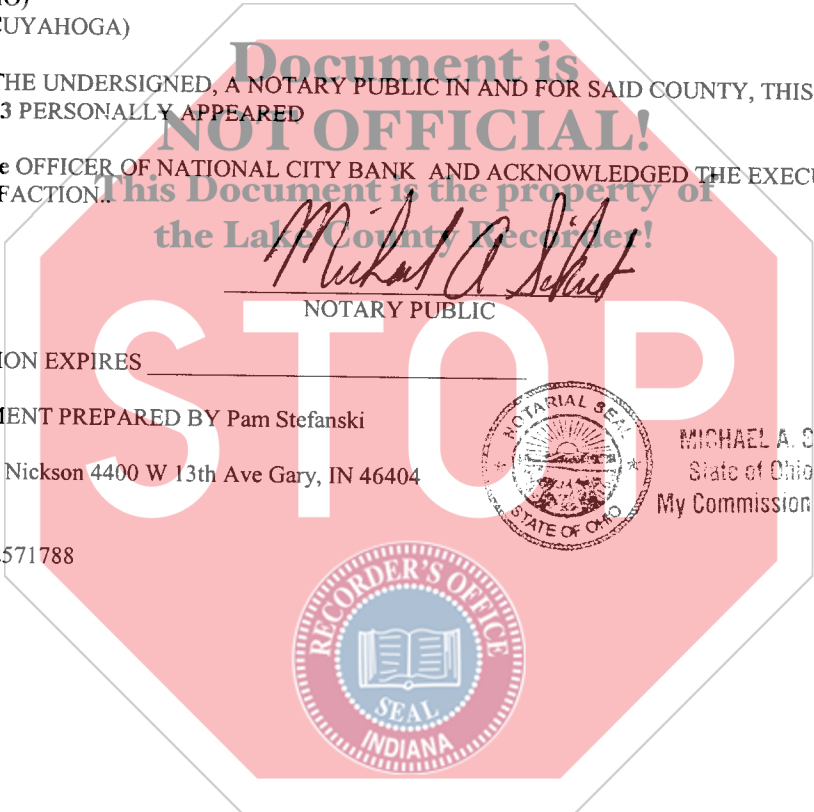 CUYAHOGA)
Document is
THE UNDERSIGNED, A NOTARY PUBLIC IN AND FOR SAID COUNTY, THIS
3 PERSONALLY APPEARED
NOT OFFICIAL!
e OFFICER OF NATIONAL CITY BANK AND ACKNOWLEDGED THE EXECU
FACTION..
This Document is the property of
the Lake County Recorder!
Michael A
NOTARY PUBLIC
STOP
ION EXPIRES
MENT PREPARED BY Pam Stefanski
Nickson 4400 W 13th Ave Gary, IN 46404
NOTARIAL SEAL
STATE OF OHIO
MICHAEL A. S
State of Ohio
My Commission
571788
RECORDER'S OFFICE
SEAL
INDIANA